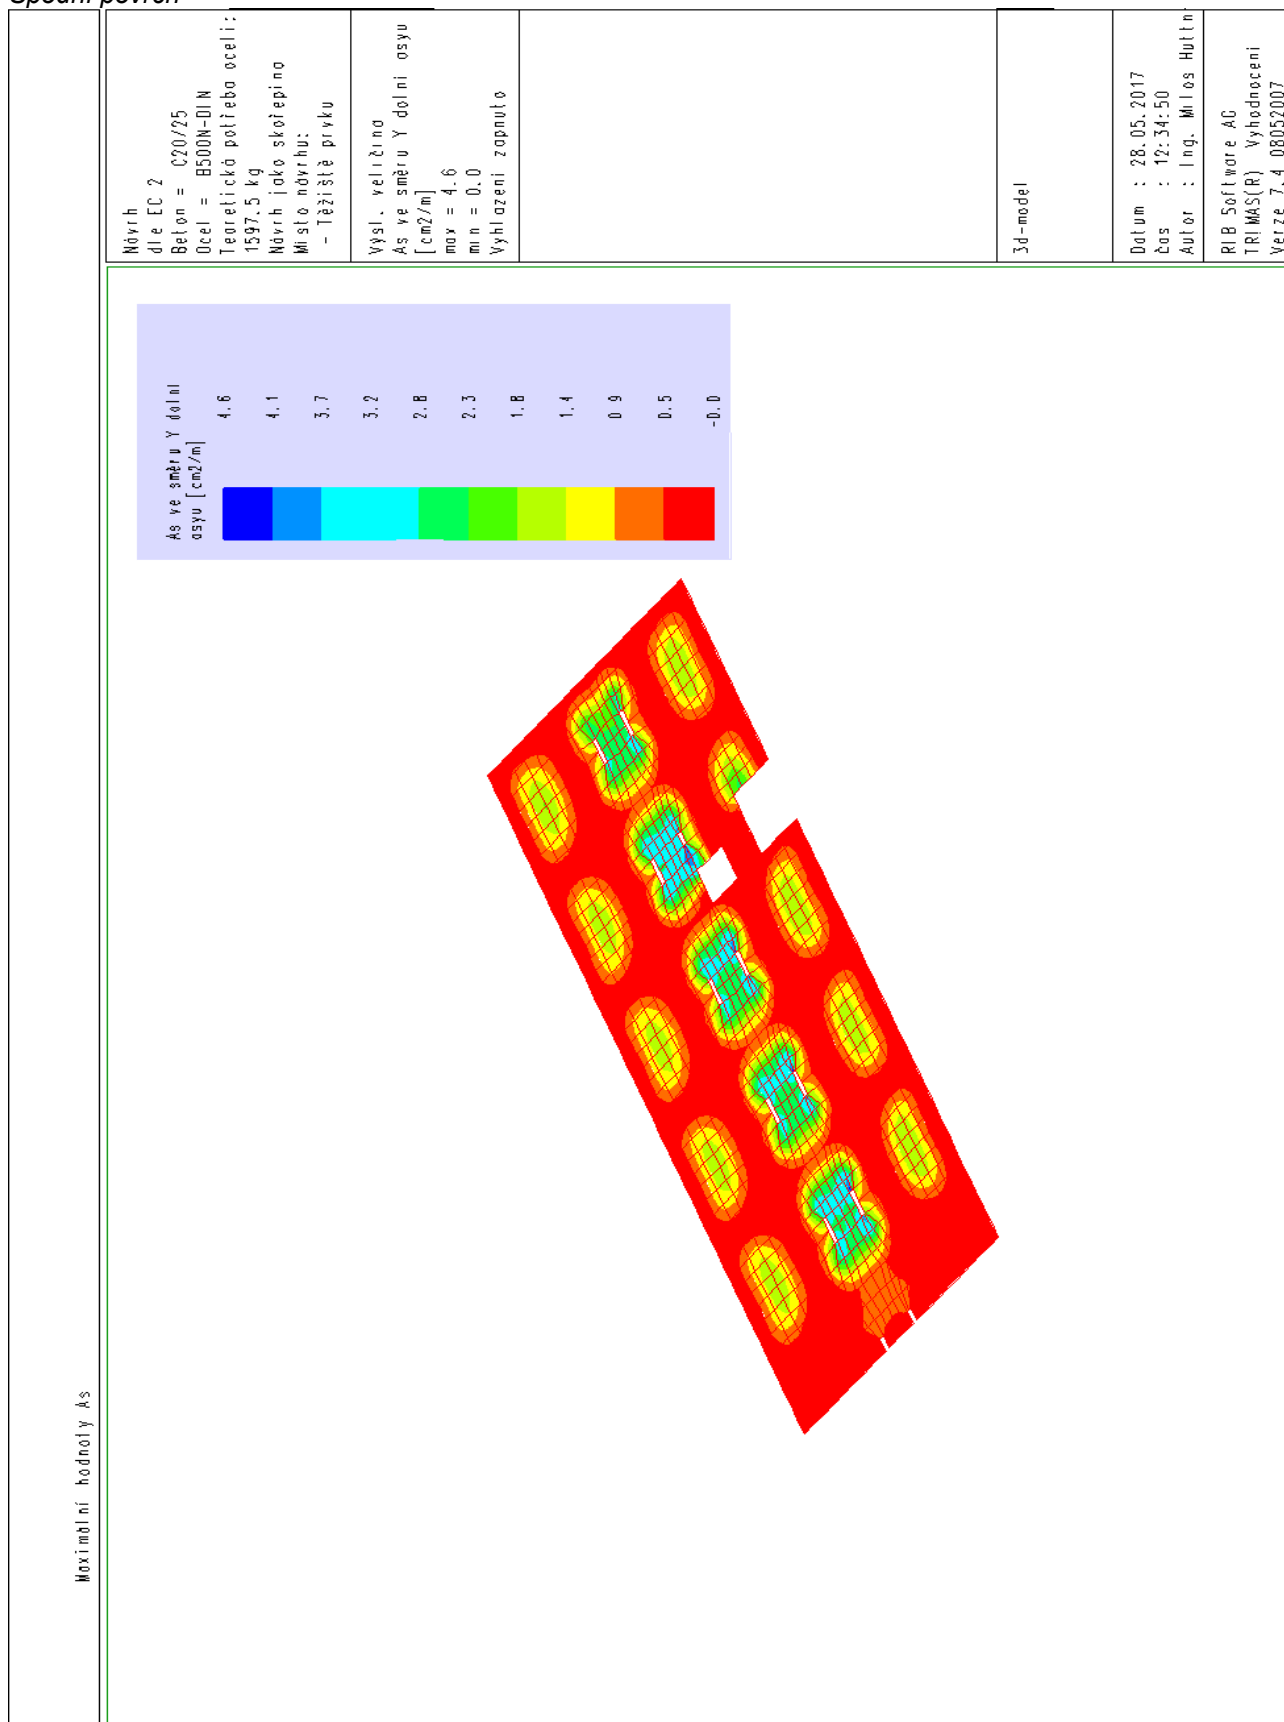 Spodní povrch
Maximální hodnoty As
Návrh
dle EC 2
Beton = C20/25
Ocel = B500N-DIN
Teoretická potřeba oceli:
1597.5 kg
Návrh jako skořepina
Místo návrhu:
- Těžiště prvku
Výsl. veličina
As ve směru Y dolní asyu
[cm2/m]
max = 4.6
min = 0.0
Vyhlazení zapnuto
3d-model
Datum : 28.05.2017
Čas : 12:34:50
Autor : Ing. Milos Huttn
RIB Software AG
TRIMAS(R) Vyhodnocení
Verze 7.4 08052007
As ve směru Y dolní
asyu [cm2/m]
4.6
4.1
3.7
3.2
2.8
2.3
1.8
1.4
0.9
0.5
-0.0